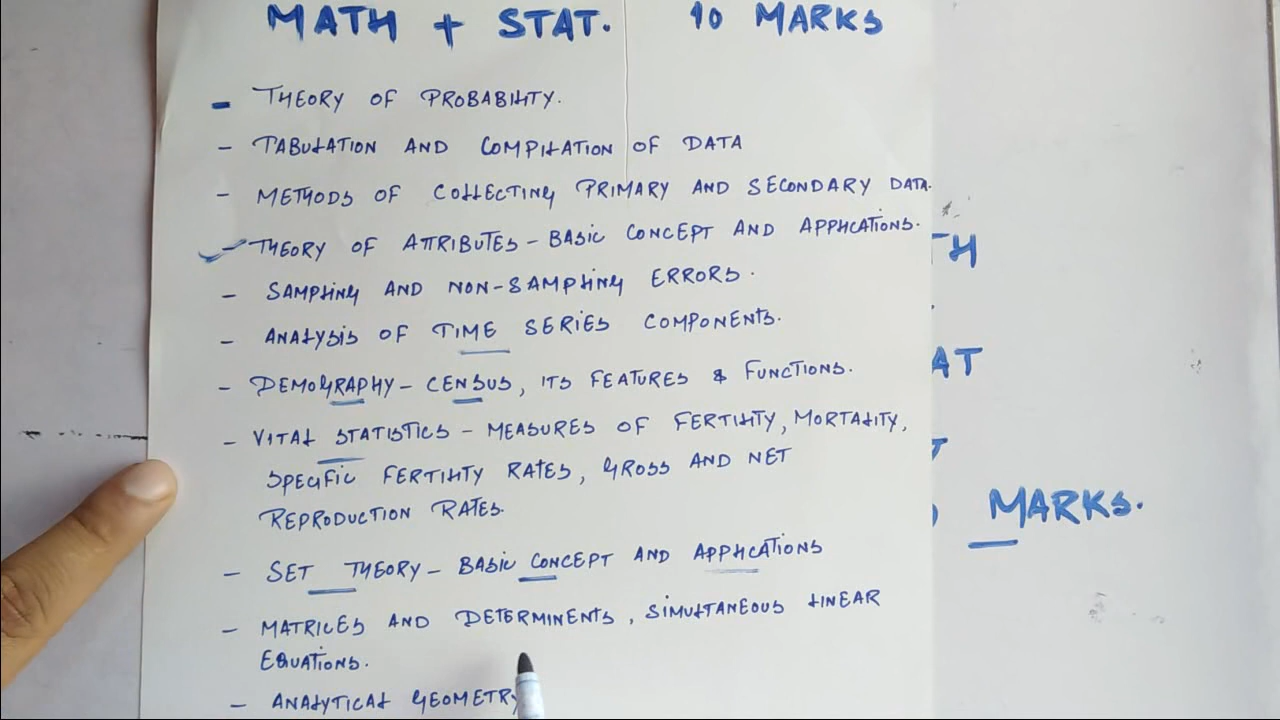 MATH + STAT. 10 MARKS
- THEORY OF PROBABILITY.
- TABULATION AND COMPILATION OF DATA
- METHODS OF COLLECTING PRIMARY AND SECONDARY DATA.
- THEORY OF ATTRIBUTES - BASIC CONCEPT AND APPLICATIONS.
- SAMPLING AND NON-SAMPLING ERRORS.
- ANALYSIS OF TIME SERIES COMPONENTS.
- DEMOGRAPHY - CENSUS, ITS FEATURES & FUNCTIONS.
- VITAL STATISTICS - MEASURES OF FERTILITY, MORTALITY,
SPECIFIC FERTILITY RATES, GROSS AND NET
REPRODUCTION RATES.
- SET THEORY - BASIC CONCEPT AND APPLICATIONS
- MATRICES AND DETERMINENTS, SIMULTANEOUS LINEAR
EQUATIONS.
- ANALYTICAL GEOMETRY
TH
AT
MARKS.